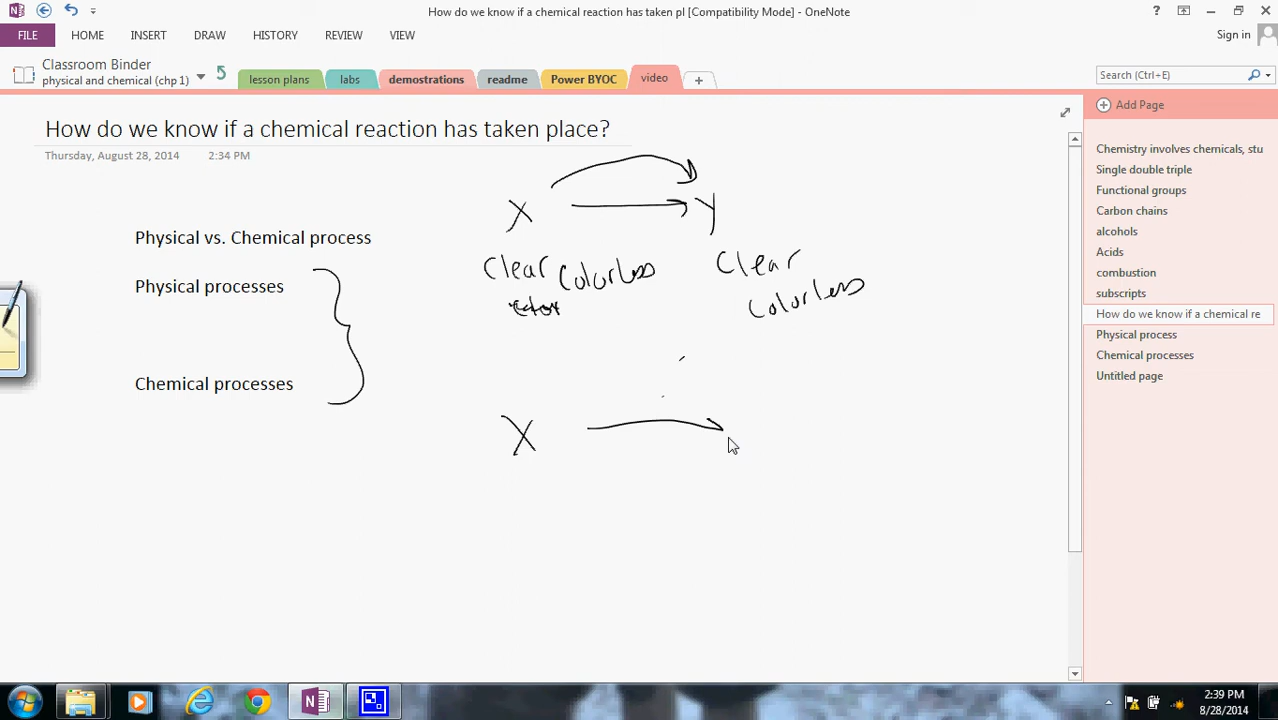 How do we know if a chemical reaction has taken pl [Compatibility Mode] - OneNote
?
FILE HOME INSERT DRAW HISTORY REVIEW VIEW
Sign in
Classroom Binder
physical and chemical (chp 1)
lesson plans labs demostrations readme Power BYOC video +
Search (Ctrl+E)
How do we know if a chemical reaction has taken place?
Thursday, August 28, 2014 2:34 PM
X Y
Physical vs. Chemical process
Clear Colorless
Clear
Colorless
Physical processes
Chemical processes
X
Add Page
Chemistry involves chemicals, stu
Single double triple
Functional groups
Carbon chains
alcohols
Acids
combustion
subscripts
How do we know if a chemical re
Physical process
Chemical processes
Untitled page
2:39 PM
8/28/2014